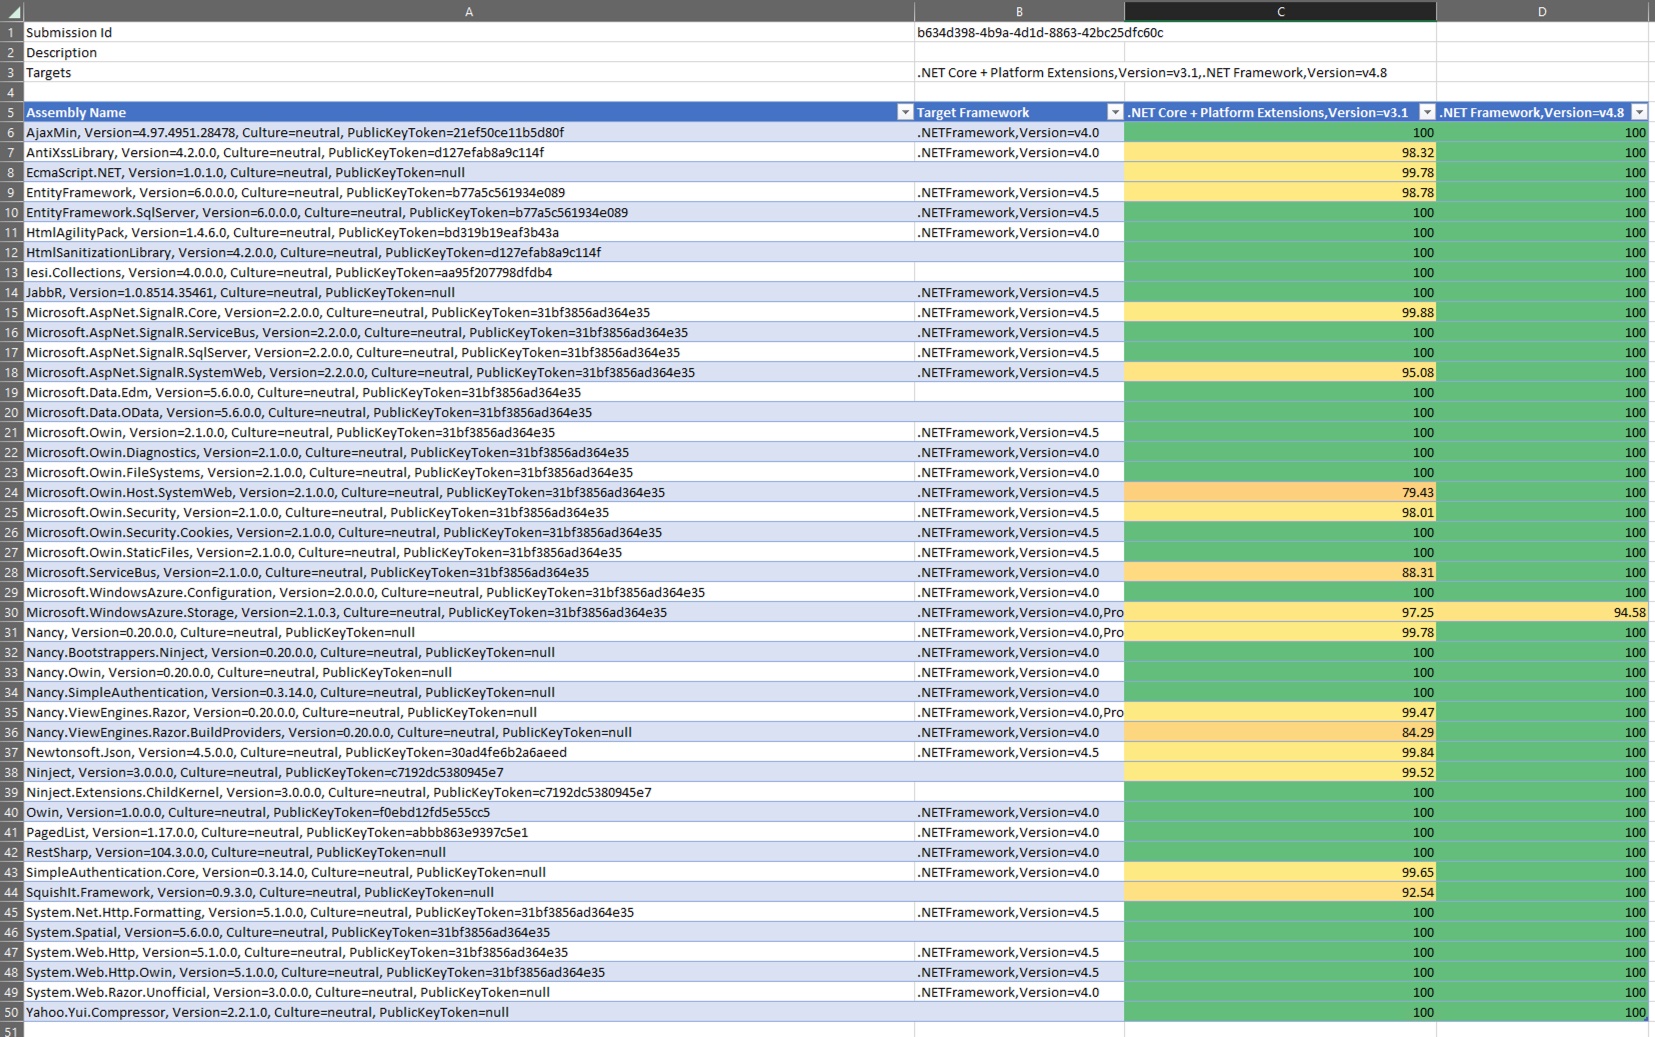 A B C D
1 Submission Id b634d398-4b9a-4d1d-8863-42bc25dfc60c
2 Description
3 Targets .NET Core + Platform Extensions,Version=v3.1,.NET Framework,Version=v4.8
4
5 Assembly Name Target Framework .NET Core + Platform Extensions,Version=v3.1 .NET Framework,Version=v4.8
6 AjaxMin, Version=4.97.4951.28478, Culture=neutral, PublicKeyToken=21ef50ce11b5d80f .NETFramework,Version=v4.0 100 100
7 AntiXssLibrary, Version=4.2.0.0, Culture=neutral, PublicKeyToken=d127efab8a9c114f .NETFramework,Version=v4.0 98.32 100
8 EcmaScript.NET, Version=1.0.1.0, Culture=neutral, PublicKeyToken=null 99.78 100
9 EntityFramework, Version=6.0.0.0, Culture=neutral, PublicKeyToken=b77a5c561934e089 .NETFramework,Version=v4.5 98.78 100
10 EntityFramework.SqlServer, Version=6.0.0.0, Culture=neutral, PublicKeyToken=b77a5c561934e089 .NETFramework,Version=v4.5 100 100
11 HtmlAgilityPack, Version=1.4.6.0, Culture=neutral, PublicKeyToken=bd319b19eaf3b43a .NETFramework,Version=v4.0 100 100
12 HtmlSanitizationLibrary, Version=4.2.0.0, Culture=neutral, PublicKeyToken=d127efab8a9c114f 100 100
13 Iesi.Collections, Version=4.0.0.0, Culture=neutral, PublicKeyToken=aa95f207798dfdb4 100 100
14 JabbR, Version=1.0.8514.35461, Culture=neutral, PublicKeyToken=null .NETFramework,Version=v4.5 100 100
15 Microsoft.AspNet.SignalR.Core, Version=2.2.0.0, Culture=neutral, PublicKeyToken=31bf3856ad364e35 .NETFramework,Version=v4.5 99.88 100
16 Microsoft.AspNet.SignalR.ServiceBus, Version=2.2.0.0, Culture=neutral, PublicKeyToken=31bf3856ad364e35 .NETFramework,Version=v4.5 100 100
17 Microsoft.AspNet.SignalR.SqlServer, Version=2.2.0.0, Culture=neutral, PublicKeyToken=31bf3856ad364e35 .NETFramework,Version=v4.5 100 100
18 Microsoft.AspNet.SignalR.SystemWeb, Version=2.2.0.0, Culture=neutral, PublicKeyToken=31bf3856ad364e35 .NETFramework,Version=v4.5 95.08 100
19 Microsoft.Data.Edm, Version=5.6.0.0, Culture=neutral, PublicKeyToken=31bf3856ad364e35 100 100
20 Microsoft.Data.OData, Version=5.6.0.0, Culture=neutral, PublicKeyToken=31bf3856ad364e35 100 100
21 Microsoft.Owin, Version=2.1.0.0, Culture=neutral, PublicKeyToken=31bf3856ad364e35 .NETFramework,Version=v4.5 100 100
22 Microsoft.Owin.Diagnostics, Version=2.1.0.0, Culture=neutral, PublicKeyToken=31bf3856ad364e35 .NETFramework,Version=v4.0 100 100
23 Microsoft.Owin.FileSystems, Version=2.1.0.0, Culture=neutral, PublicKeyToken=31bf3856ad364e35 .NETFramework,Version=v4.0 100 100
24 Microsoft.Owin.Host.SystemWeb, Version=2.1.0.0, Culture=neutral, PublicKeyToken=31bf3856ad364e35 .NETFramework,Version=v4.5 79.43 100
25 Microsoft.Owin.Security, Version=2.1.0.0, Culture=neutral, PublicKeyToken=31bf3856ad364e35 .NETFramework,Version=v4.5 98.01 100
26 Microsoft.Owin.Security.Cookies, Version=2.1.0.0, Culture=neutral, PublicKeyToken=31bf3856ad364e35 .NETFramework,Version=v4.5 100 100
27 Microsoft.Owin.StaticFiles, Version=2.1.0.0, Culture=neutral, PublicKeyToken=31bf3856ad364e35 .NETFramework,Version=v4.5 100 100
28 Microsoft.ServiceBus, Version=2.1.0.0, Culture=neutral, PublicKeyToken=31bf3856ad364e35 .NETFramework,Version=v4.0 88.31 100
29 Microsoft.WindowsAzure.Configuration, Version=2.0.0.0, Culture=neutral, PublicKeyToken=31bf3856ad364e35 .NETFramework,Version=v4.0 100 100
30 Microsoft.WindowsAzure.Storage, Version=2.1.0.3, Culture=neutral, PublicKeyToken=31bf3856ad364e35 .NETFramework,Version=v4.0,Pro 97.25 94.58
31 Nancy, Version=0.20.0.0, Culture=neutral, PublicKeyToken=null .NETFramework,Version=v4.0,Pro 99.78 100
32 Nancy.Bootstrappers.Ninject, Version=0.20.0.0, Culture=neutral, PublicKeyToken=null .NETFramework,Version=v4.0 100 100
33 Nancy.Owin, Version=0.20.0.0, Culture=neutral, PublicKeyToken=null .NETFramework,Version=v4.0 100 100
34 Nancy.SimpleAuthentication, Version=0.3.14.0, Culture=neutral, PublicKeyToken=null .NETFramework,Version=v4.0 100 100
35 Nancy.ViewEngines.Razor, Version=0.20.0.0, Culture=neutral, PublicKeyToken=null .NETFramework,Version=v4.0,Pro 99.47 100
36 Nancy.ViewEngines.Razor.BuildProviders, Version=0.20.0.0, Culture=neutral, PublicKeyToken=null .NETFramework,Version=v4.0 84.29 100
37 Newtonsoft.Json, Version=4.5.0.0, Culture=neutral, PublicKeyToken=30ad4fe6b2a6aeed .NETFramework,Version=v4.5 99.84 100
38 Ninject, Version=3.0.0.0, Culture=neutral, PublicKeyToken=c7192dc5380945e7 99.52 100
39 Ninject.Extensions.ChildKernel, Version=3.0.0.0, Culture=neutral, PublicKeyToken=c7192dc5380945e7 100 100
40 Owin, Version=1.0.0.0, Culture=neutral, PublicKeyToken=f0ebd12fd5e55cc5 .NETFramework,Version=v4.0 100 100
41 PagedList, Version=1.17.0.0, Culture=neutral, PublicKeyToken=abbb863e9397c5e1 .NETFramework,Version=v4.0 100 100
42 RestSharp, Version=104.3.0.0, Culture=neutral, PublicKeyToken=null .NETFramework,Version=v4.0 100 100
43 SimpleAuthentication.Core, Version=0.3.14.0, Culture=neutral, PublicKeyToken=null .NETFramework,Version=v4.0 99.65 100
44 SquishIt.Framework, Version=0.9.3.0, Culture=neutral, PublicKeyToken=null 92.54 100
45 System.Net.Http.Formatting, Version=5.1.0.0, Culture=neutral, PublicKeyToken=31bf3856ad364e35 .NETFramework,Version=v4.5 100 100
46 System.Spatial, Version=5.6.0.0, Culture=neutral, PublicKeyToken=31bf3856ad364e35 100 100
47 System.Web.Http, Version=5.1.0.0, Culture=neutral, PublicKeyToken=31bf3856ad364e35 .NETFramework,Version=v4.5 100 100
48 System.Web.Http.Owin, Version=5.1.0.0, Culture=neutral, PublicKeyToken=31bf3856ad364e35 .NETFramework,Version=v4.5 100 100
49 System.Web.Razor.Unofficial, Version=3.0.0.0, Culture=neutral, PublicKeyToken=null .NETFramework,Version=v4.0 100 100
50 Yahoo.Yui.Compressor, Version=2.2.1.0, Culture=neutral, PublicKeyToken=null 100 100
51